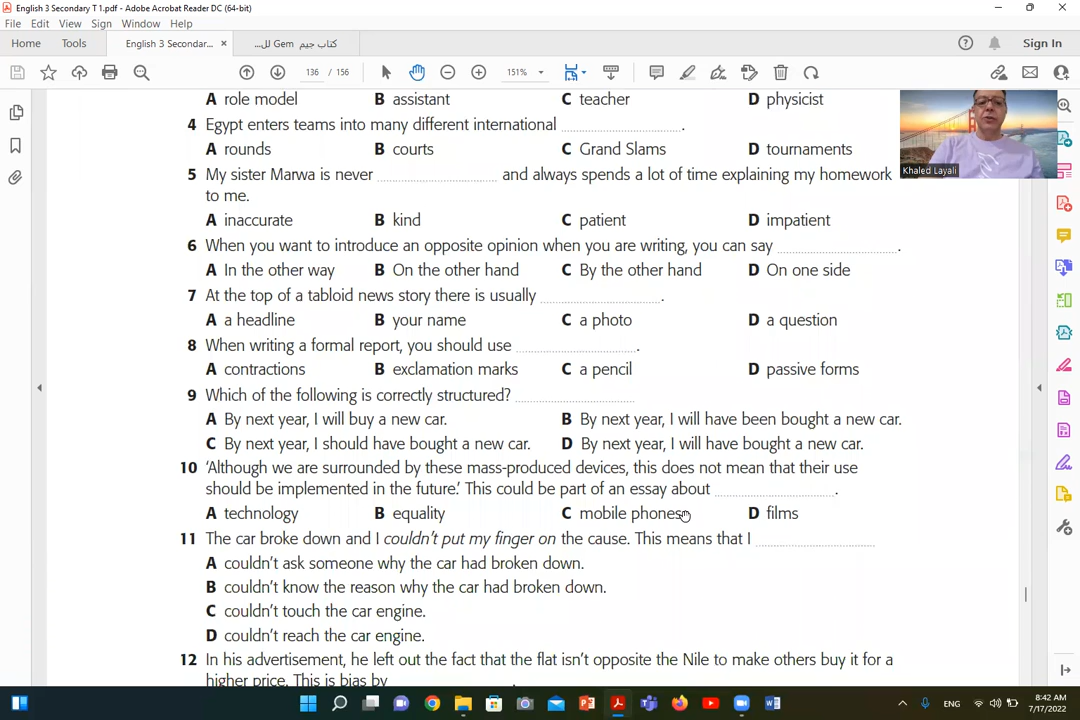 English 3 Secondary T 1.pdf - Adobe Acrobat Reader DC (64-bit)
File Edit View Sign Window Help
Home Tools English 3 Secondar... × كتاب جيم Gem لل...
Sign In
136 / 156 151%
A role model B assistant C teacher D physicist
4 Egypt enters teams into many different international .
A rounds B courts C Grand Slams D tournaments
Khaled Layali
5 My sister Marwa is never and always spends a lot of time explaining my homework
to me.
A inaccurate B kind C patient D impatient
6 When you want to introduce an opposite opinion when you are writing, you can say .
A In the other way B On the other hand C By the other hand D On one side
7 At the top of a tabloid news story there is usually .
A a headline B your name C a photo D a question
8 When writing a formal report, you should use .
A contractions B exclamation marks C a pencil D passive forms
9 Which of the following is correctly structured?
A By next year, I will buy a new car. B By next year, I will have been bought a new car.
C By next year, I should have bought a new car. D By next year, I will have bought a new car.
10 ‘Although we are surrounded by these mass-produced devices, this does not mean that their use
should be implemented in the future.’ This could be part of an essay about .
A technology B equality C mobile phones D films
11 The car broke down and I couldn’t put my finger on the cause. This means that I
A couldn’t ask someone why the car had broken down.
B couldn’t know the reason why the car had broken down.
C couldn’t touch the car engine.
D couldn’t reach the car engine.
12 In his advertisement, he left out the fact that the flat isn’t opposite the Nile to make others buy it for a
higher price. This is bias by .
ENG 8:42 AM
7/17/2022